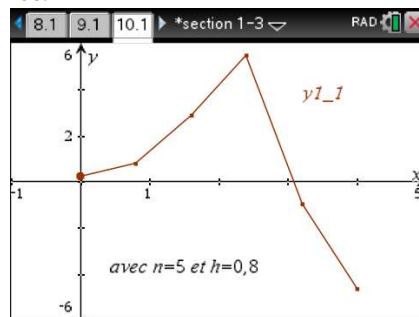 8.1 9.1 10.1 *section 1-3 RAD
6 y
y1_1
2
x
-1 1 5
avec n=5 et h=0,8
-6